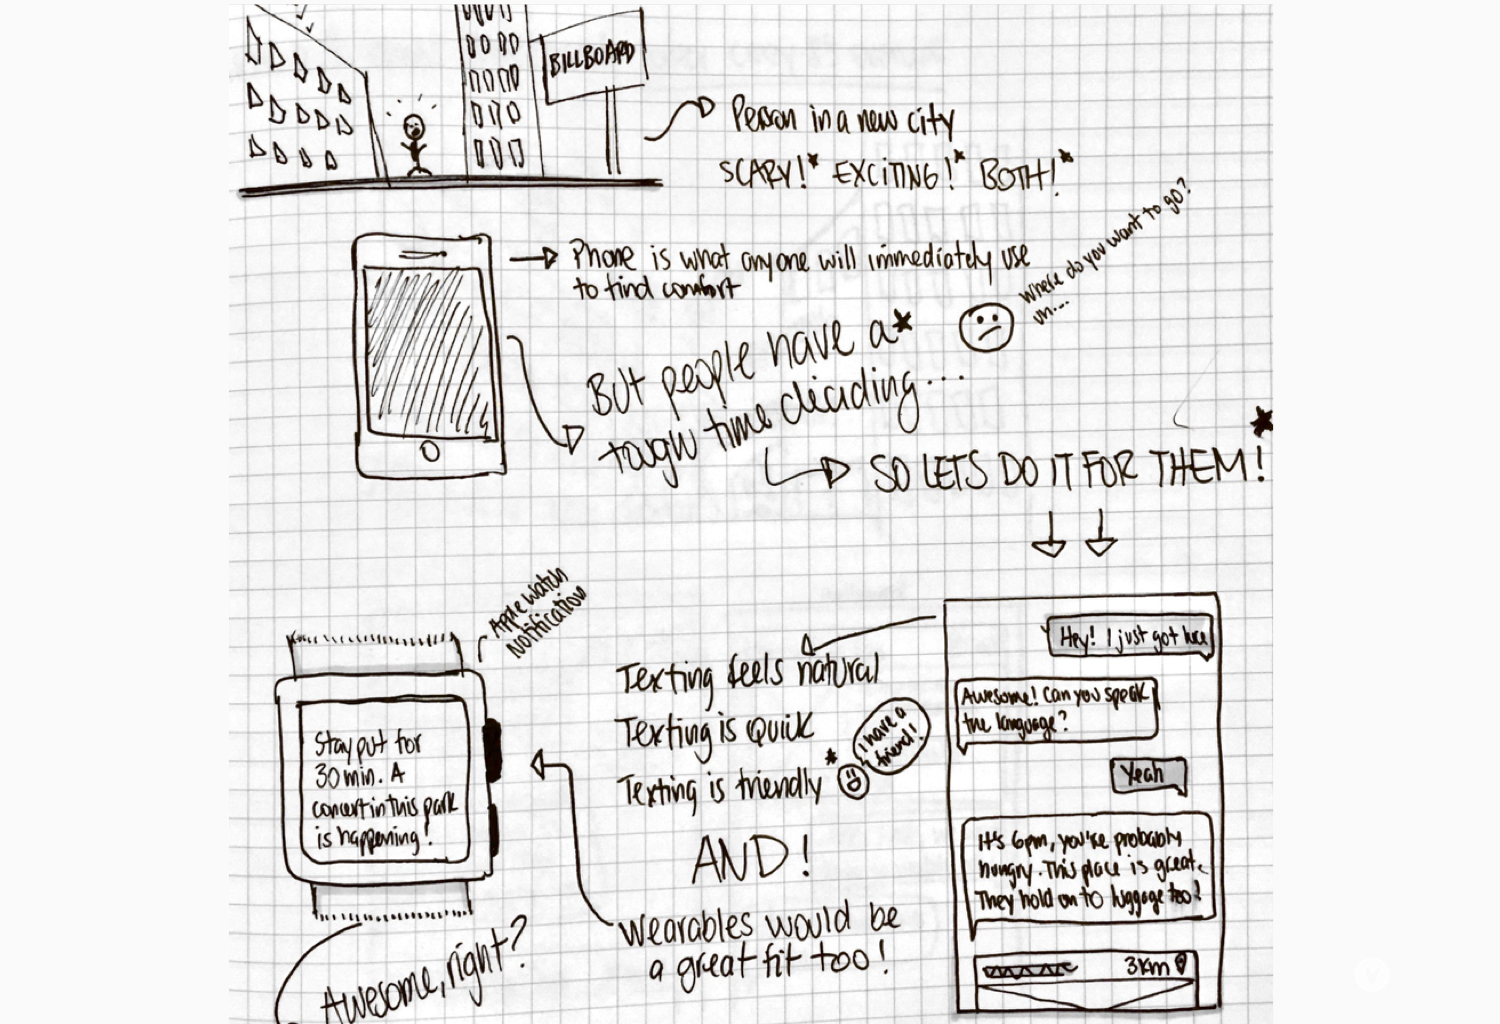 BILLBOARD
Person in a new city
SCARY!* EXCITING!* BOTH!*
Phone is what anyone will immediately use
to find comfort
Where do you want to go?
um...
But people have a*
tough time deciding...
SO LETS DO IT FOR THEM!*
Apple Watch
Notification
Stay put for
30 min. A
concert in this park
is happening!
Awesome, right?
Texting feels natural
Texting is quick
Texting is friendly*
I have a
friend!
AND!
Wearables would be
a great fit too!
Hey! I just got here
Awesome! Can you speak
the language?
Yeah
It's 6pm, you're probably
hungry. This place is great.
They hold on to luggage too!
3km